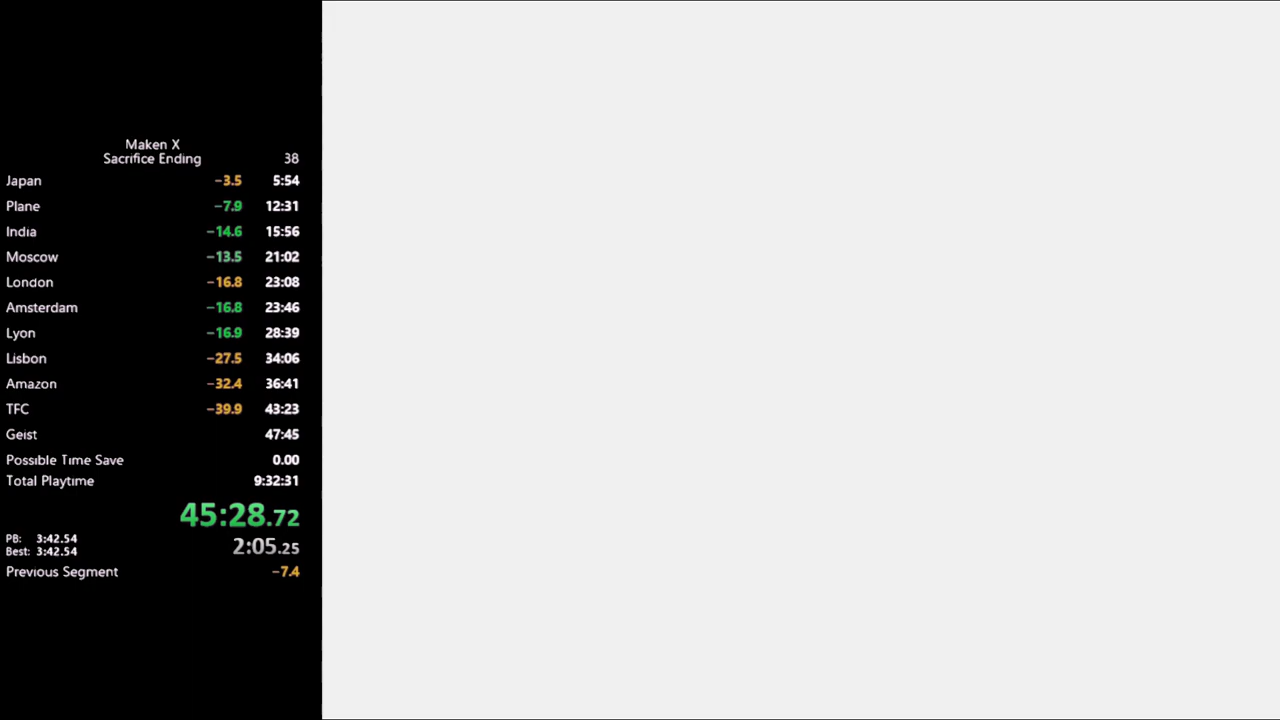 Maken X
Sacrifice Ending 38
Japan −3.5 5:54
Plane −7.9 12:31
India −14.6 15:56
Moscow −13.5 21:02
London −16.8 23:08
Amsterdam −16.8 23:46
Lyon −16.9 28:39
Lisbon −27.5 34:06
Amazon −32.4 36:41
TFC −39.9 43:23
Geist 47:45
Possible Time Save 0.00
Total Playtime 9:32:31
45:28.72
PB: 3:42.54
Best: 3:42.54
2:05.25
Previous Segment −7.4